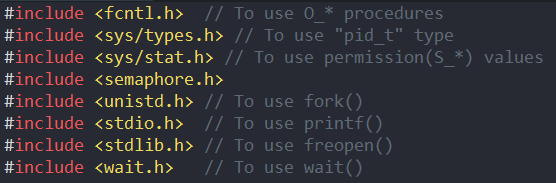 #include <fcntl.h>  // To use O_* procedures
#include <sys/types.h> // To use "pid_t" type
#include <sys/stat.h> // To use permission(S_*) values
#include <semaphore.h>
#include <unistd.h> // To use fork()
#include <stdio.h>  // To use printf()
#include <stdlib.h> // To use freopen()
#include <wait.h>   // To use wait()